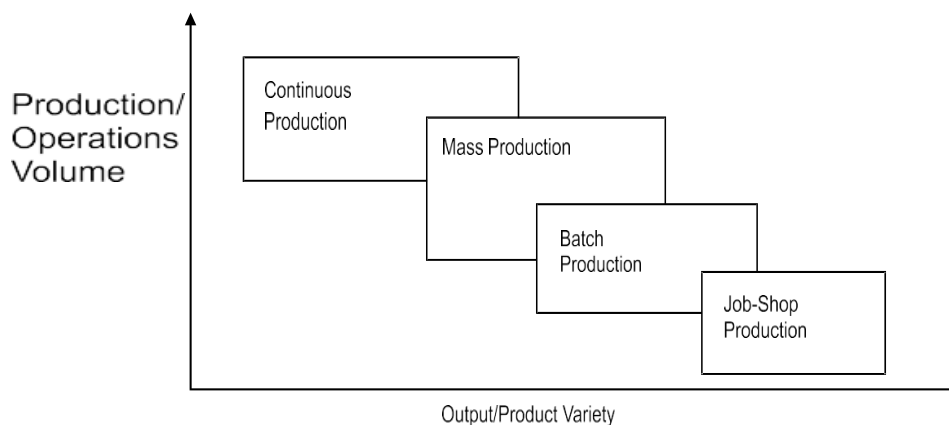 Production/
Operations
Volume
Continuous
Production
Mass Production
Batch
Production
Job-Shop
Production
Output/Product Variety